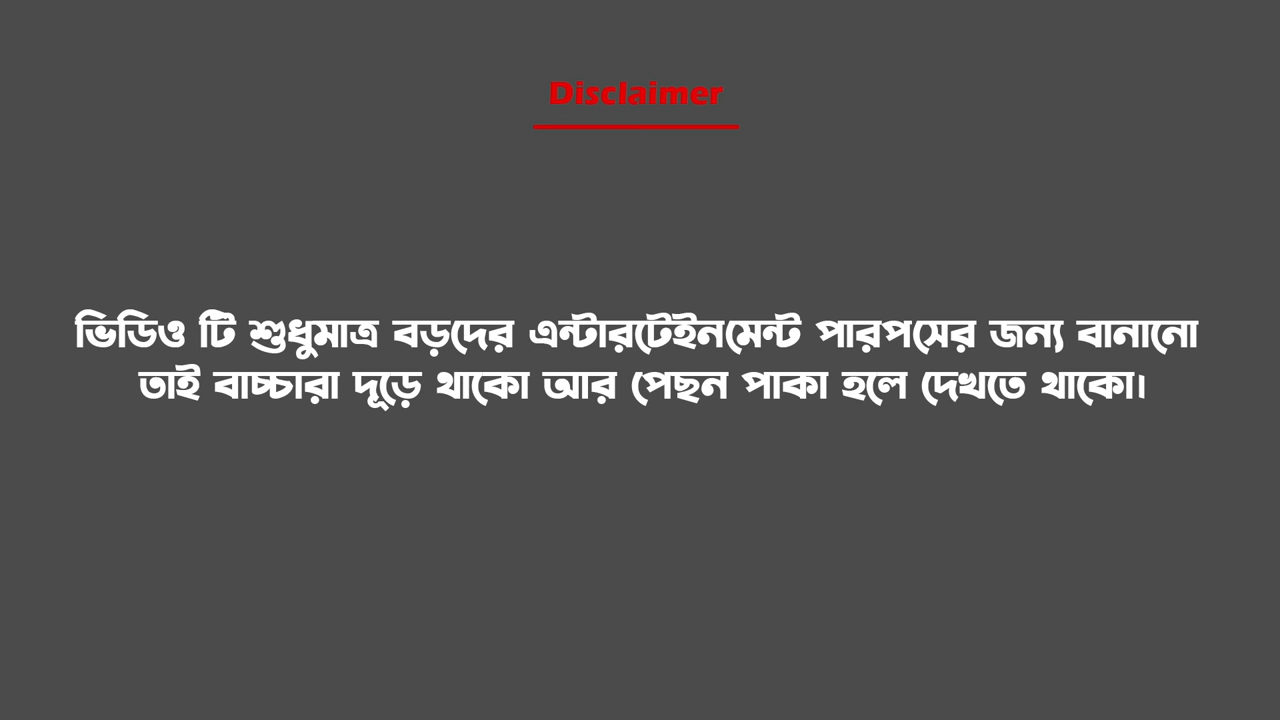 Disclaimer
ভিডিও টি শুধুমাত্র বড়দের এন্টারটেইনমেন্ট পারপসের জন্য বানানো
তাই বাচ্চারা দূড়ে থাকো আর পেছন পাকা হলে দেখতে থাকো।